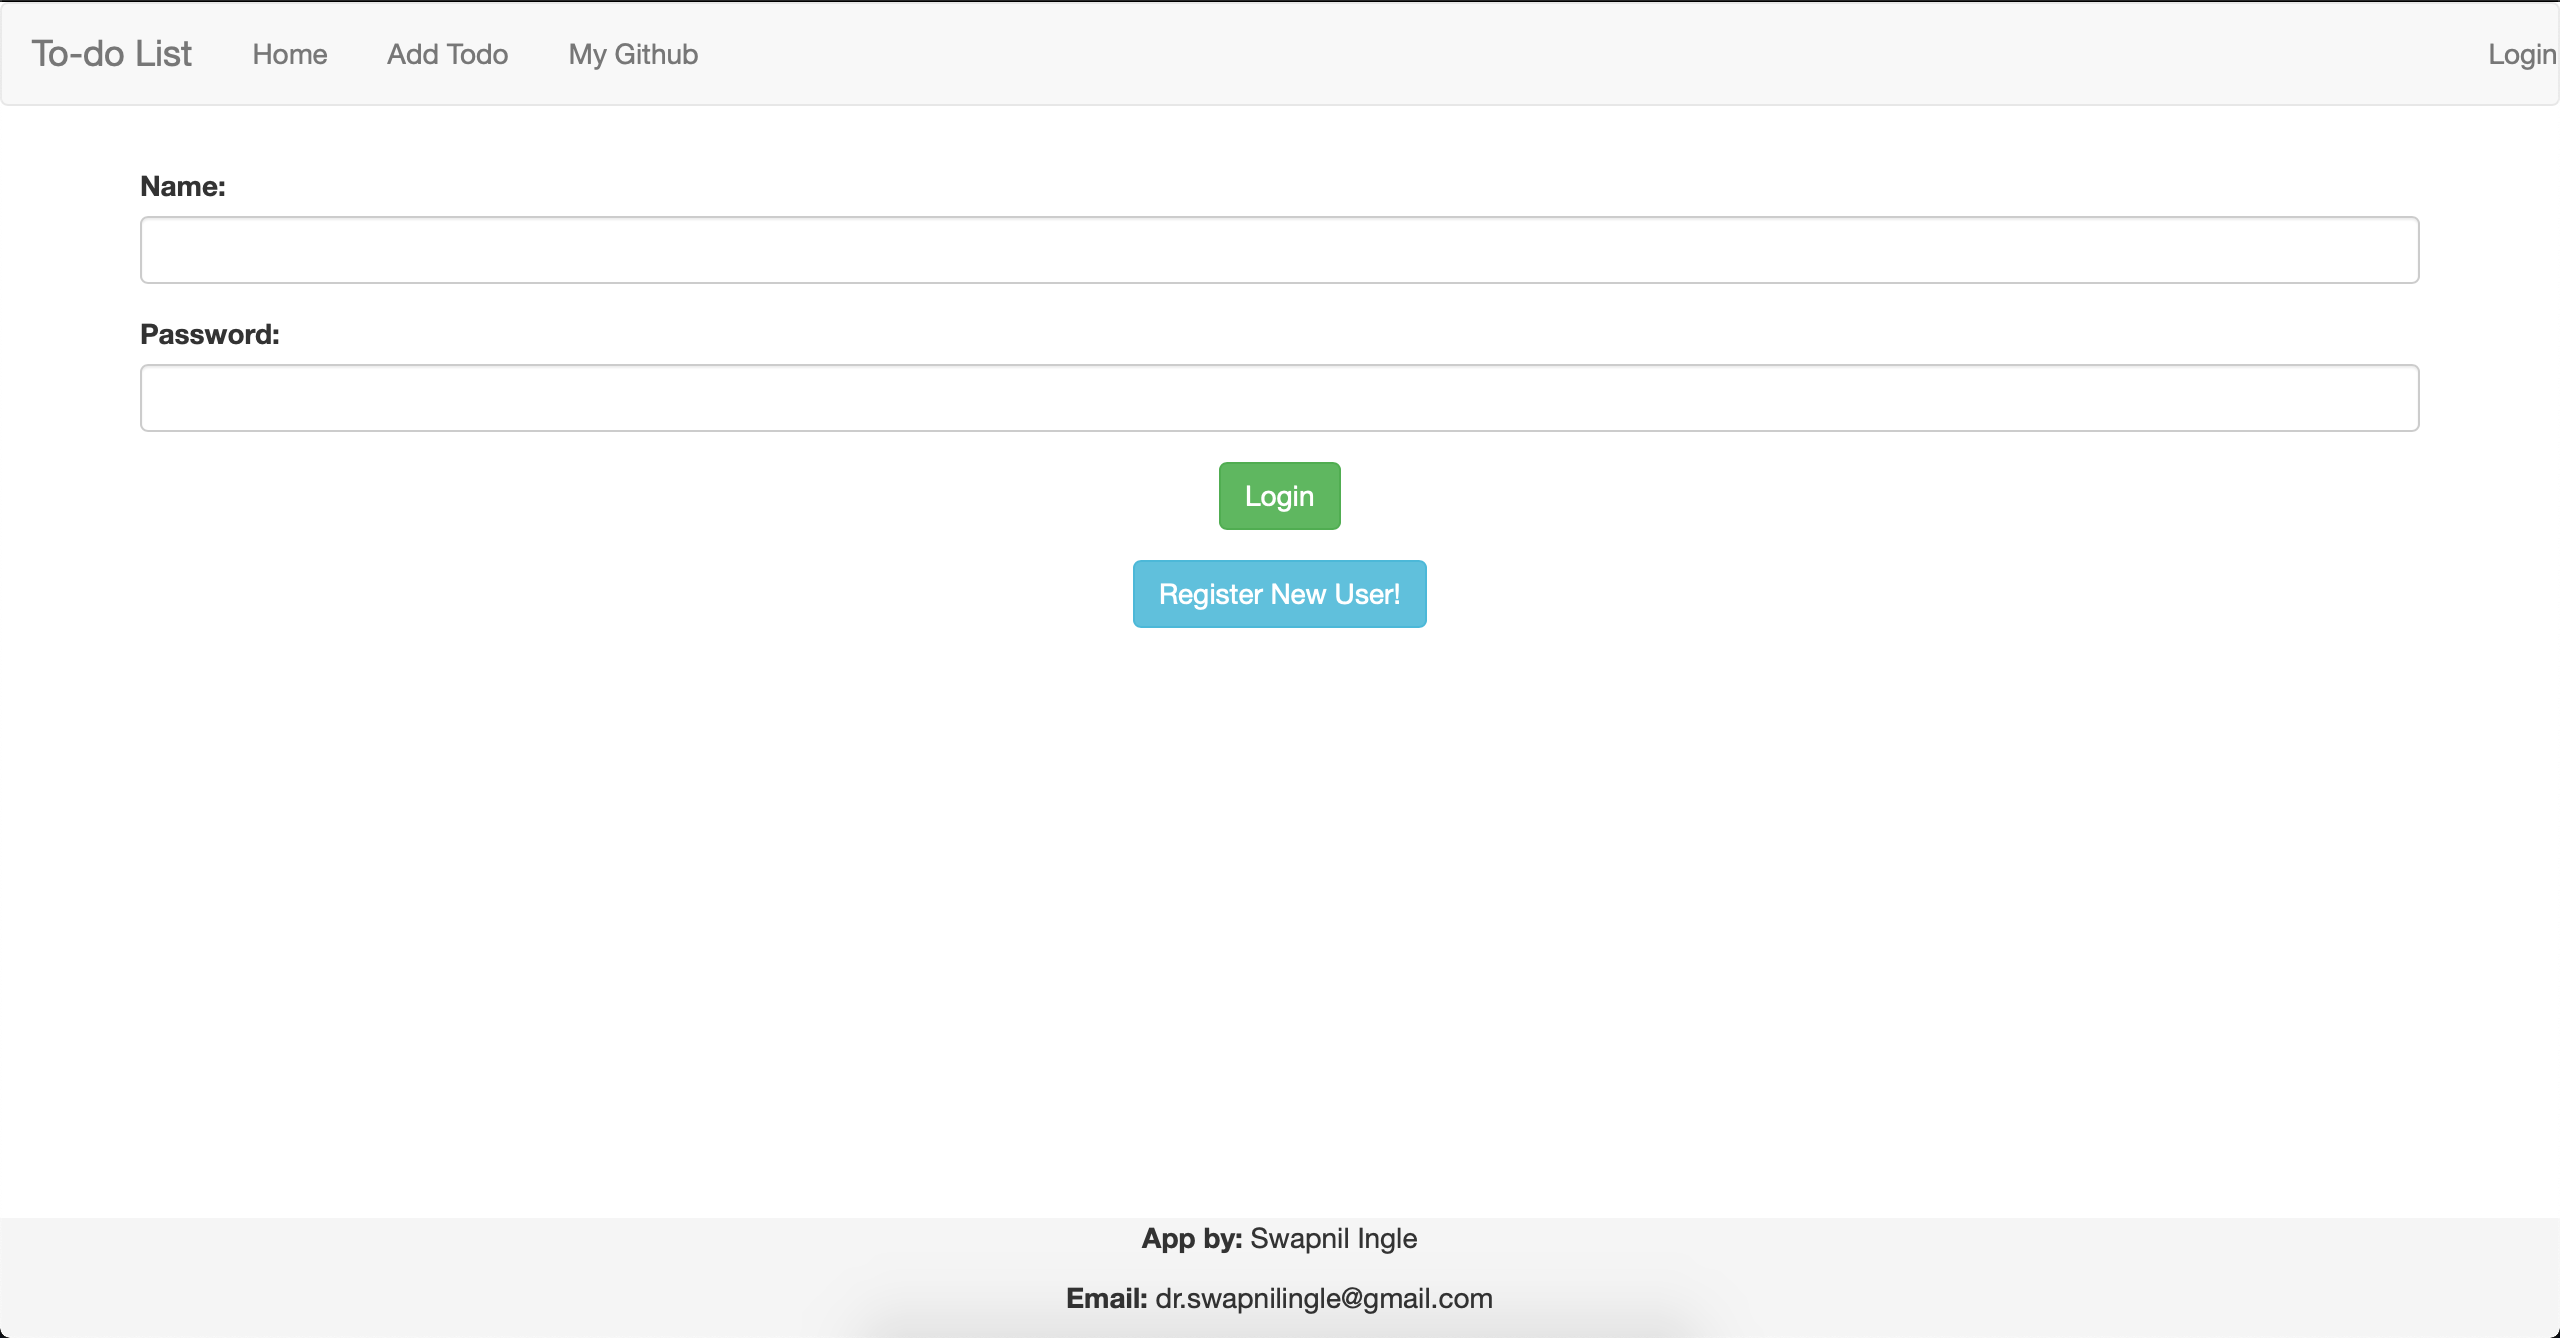 To-do List Home Add Todo My Github Login
Name:
Password:
Login
Register New User!
App by: Swapnil Ingle
Email: dr.swapnilingle@gmail.com